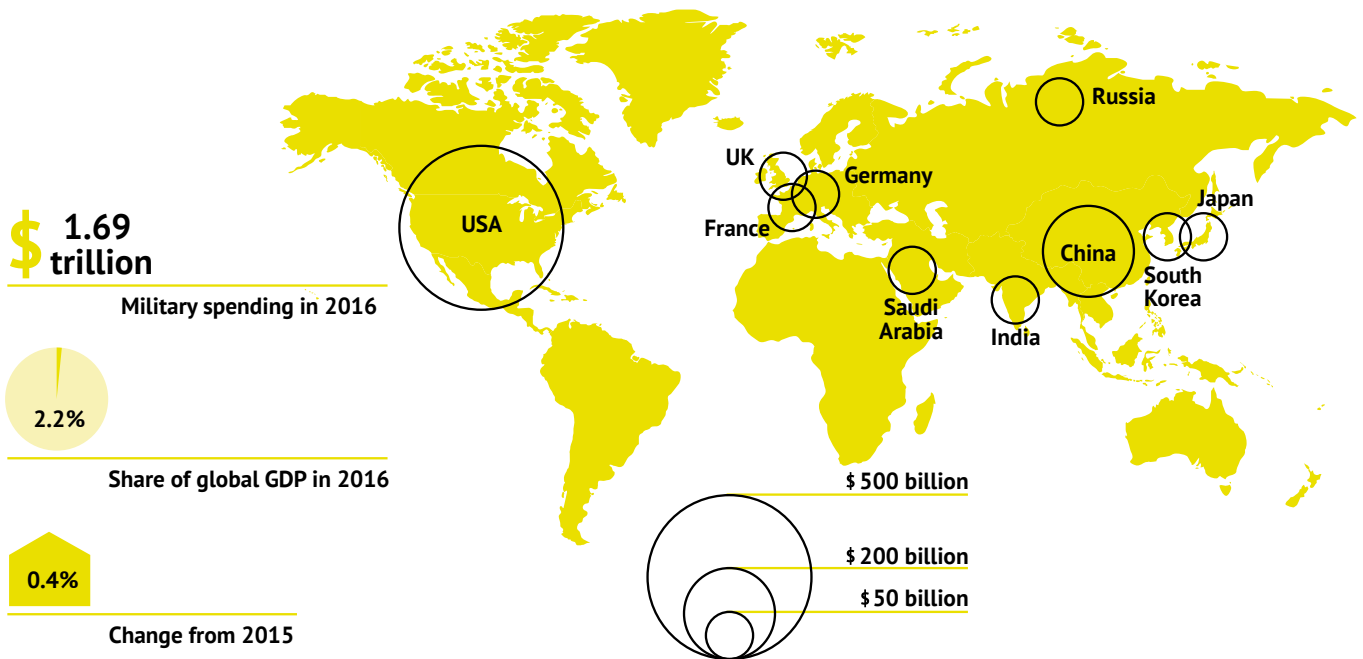 $ 1.69
trillion
Military spending in 2016
2.2%
Share of global GDP in 2016
0.4%
Change from 2015
USA
UK
France
Germany
Russia
Saudi
Arabia
India
China
South
Korea
Japan
$ 500 billion
$ 200 billion
$ 50 billion